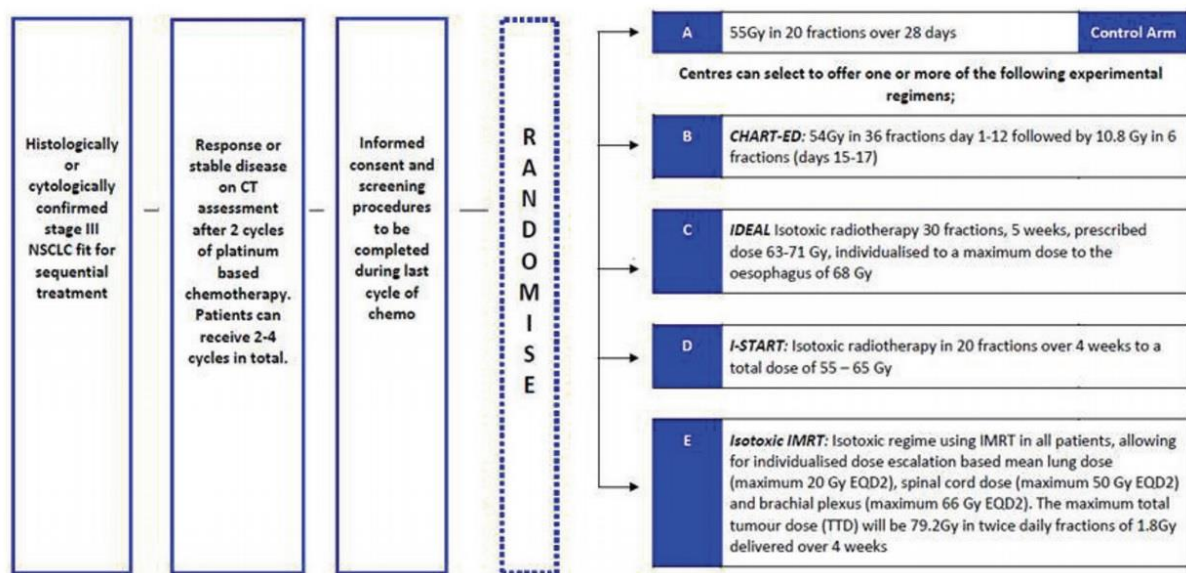 Histologically
or
cytologically
confirmed
stage III
NSCLC fit for
sequential
treatment
Response or
stable disease
on CT
assessment
after 2 cycles
of platinum
based
chemotherapy.
Patients can
receive 2-4
cycles in total.
Informed
consent and
screening
procedures
to be
completed
during last
cycle of
chemo
R
A
N
D
O
M
I
S
E
A 55Gy in 20 fractions over 28 days Control Arm
Centres can select to offer one or more of the following experimental
regimens;
B CHART-ED: 54Gy in 36 fractions day 1-12 followed by 10.8 Gy in 6
fractions (days 15-17)
C IDEAL Isotoxic radiotherapy 30 fractions, 5 weeks, prescribed
dose 63-71 Gy, individualised to a maximum dose to the
oesophagus of 68 Gy
D I-START: Isotoxic radiotherapy in 20 fractions over 4 weeks to a
total dose of 55 – 65 Gy
E Isotoxic IMRT: Isotoxic regime using IMRT in all patients, allowing
for individualised dose escalation based mean lung dose
(maximum 20 Gy EQD2), spinal cord dose (maximum 50 Gy EQD2)
and brachial plexus (maximum 66 Gy EQD2). The maximum total
tumour dose (TTD) will be 79.2Gy in twice daily fractions of 1.8Gy
delivered over 4 weeks